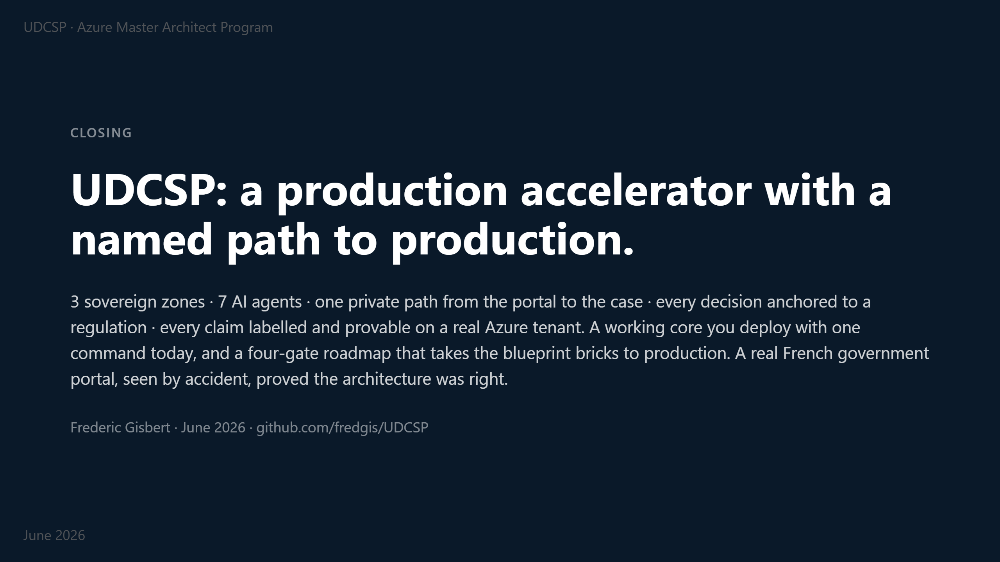 UDCSP · Azure Master Architect Program
CLOSING
UDCSP: a production accelerator with a
named path to production.
3 sovereign zones · 7 AI agents · one private path from the portal to the case · every decision anchored to a
regulation · every claim labelled and provable on a real Azure tenant. A working core you deploy with one
command today, and a four-gate roadmap that takes the blueprint bricks to production. A real French government
portal, seen by accident, proved the architecture was right.
Frederic Gisbert · June 2026 · github.com/fredgis/UDCSP
June 2026